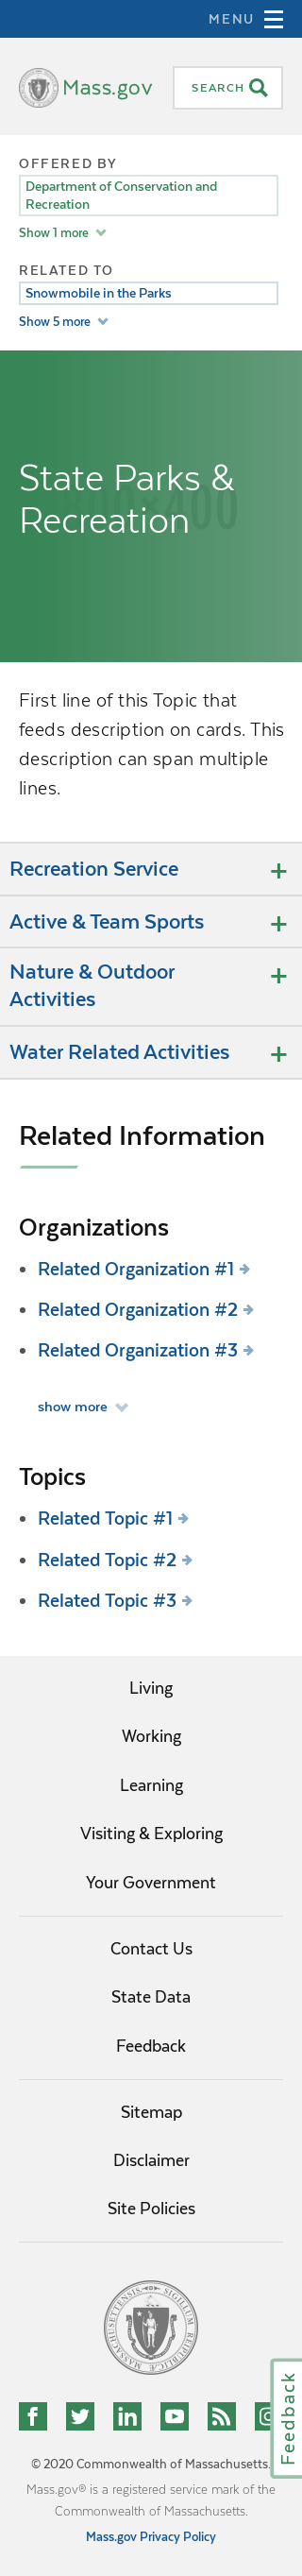 MENU
Mass.gov
SEARCH
OFFERED BY
Department of Conservation and
Recreation
Show 1 more
RELATED TO
Snowmobile in the Parks
Show 5 more
State Parks &
Recreation
First line of this Topic that
feeds description on cards. This
description can span multiple
lines.
Recreation Service
Active & Team Sports
Nature & Outdoor
Activities
Water Related Activities
Related Information
Organizations
Related Organization #1
Related Organization #2
Related Organization #3
show more
Topics
Related Topic #1
Related Topic #2
Related Topic #3
Living
Working
Learning
Visiting & Exploring
Your Government
Contact Us
State Data
Feedback
Sitemap
Disclaimer
Site Policies
Feedback
© 2020 Commonwealth of Massachusetts.
Mass.gov® is a registered service mark of the
Commonwealth of Massachusetts.
Mass.gov Privacy Policy